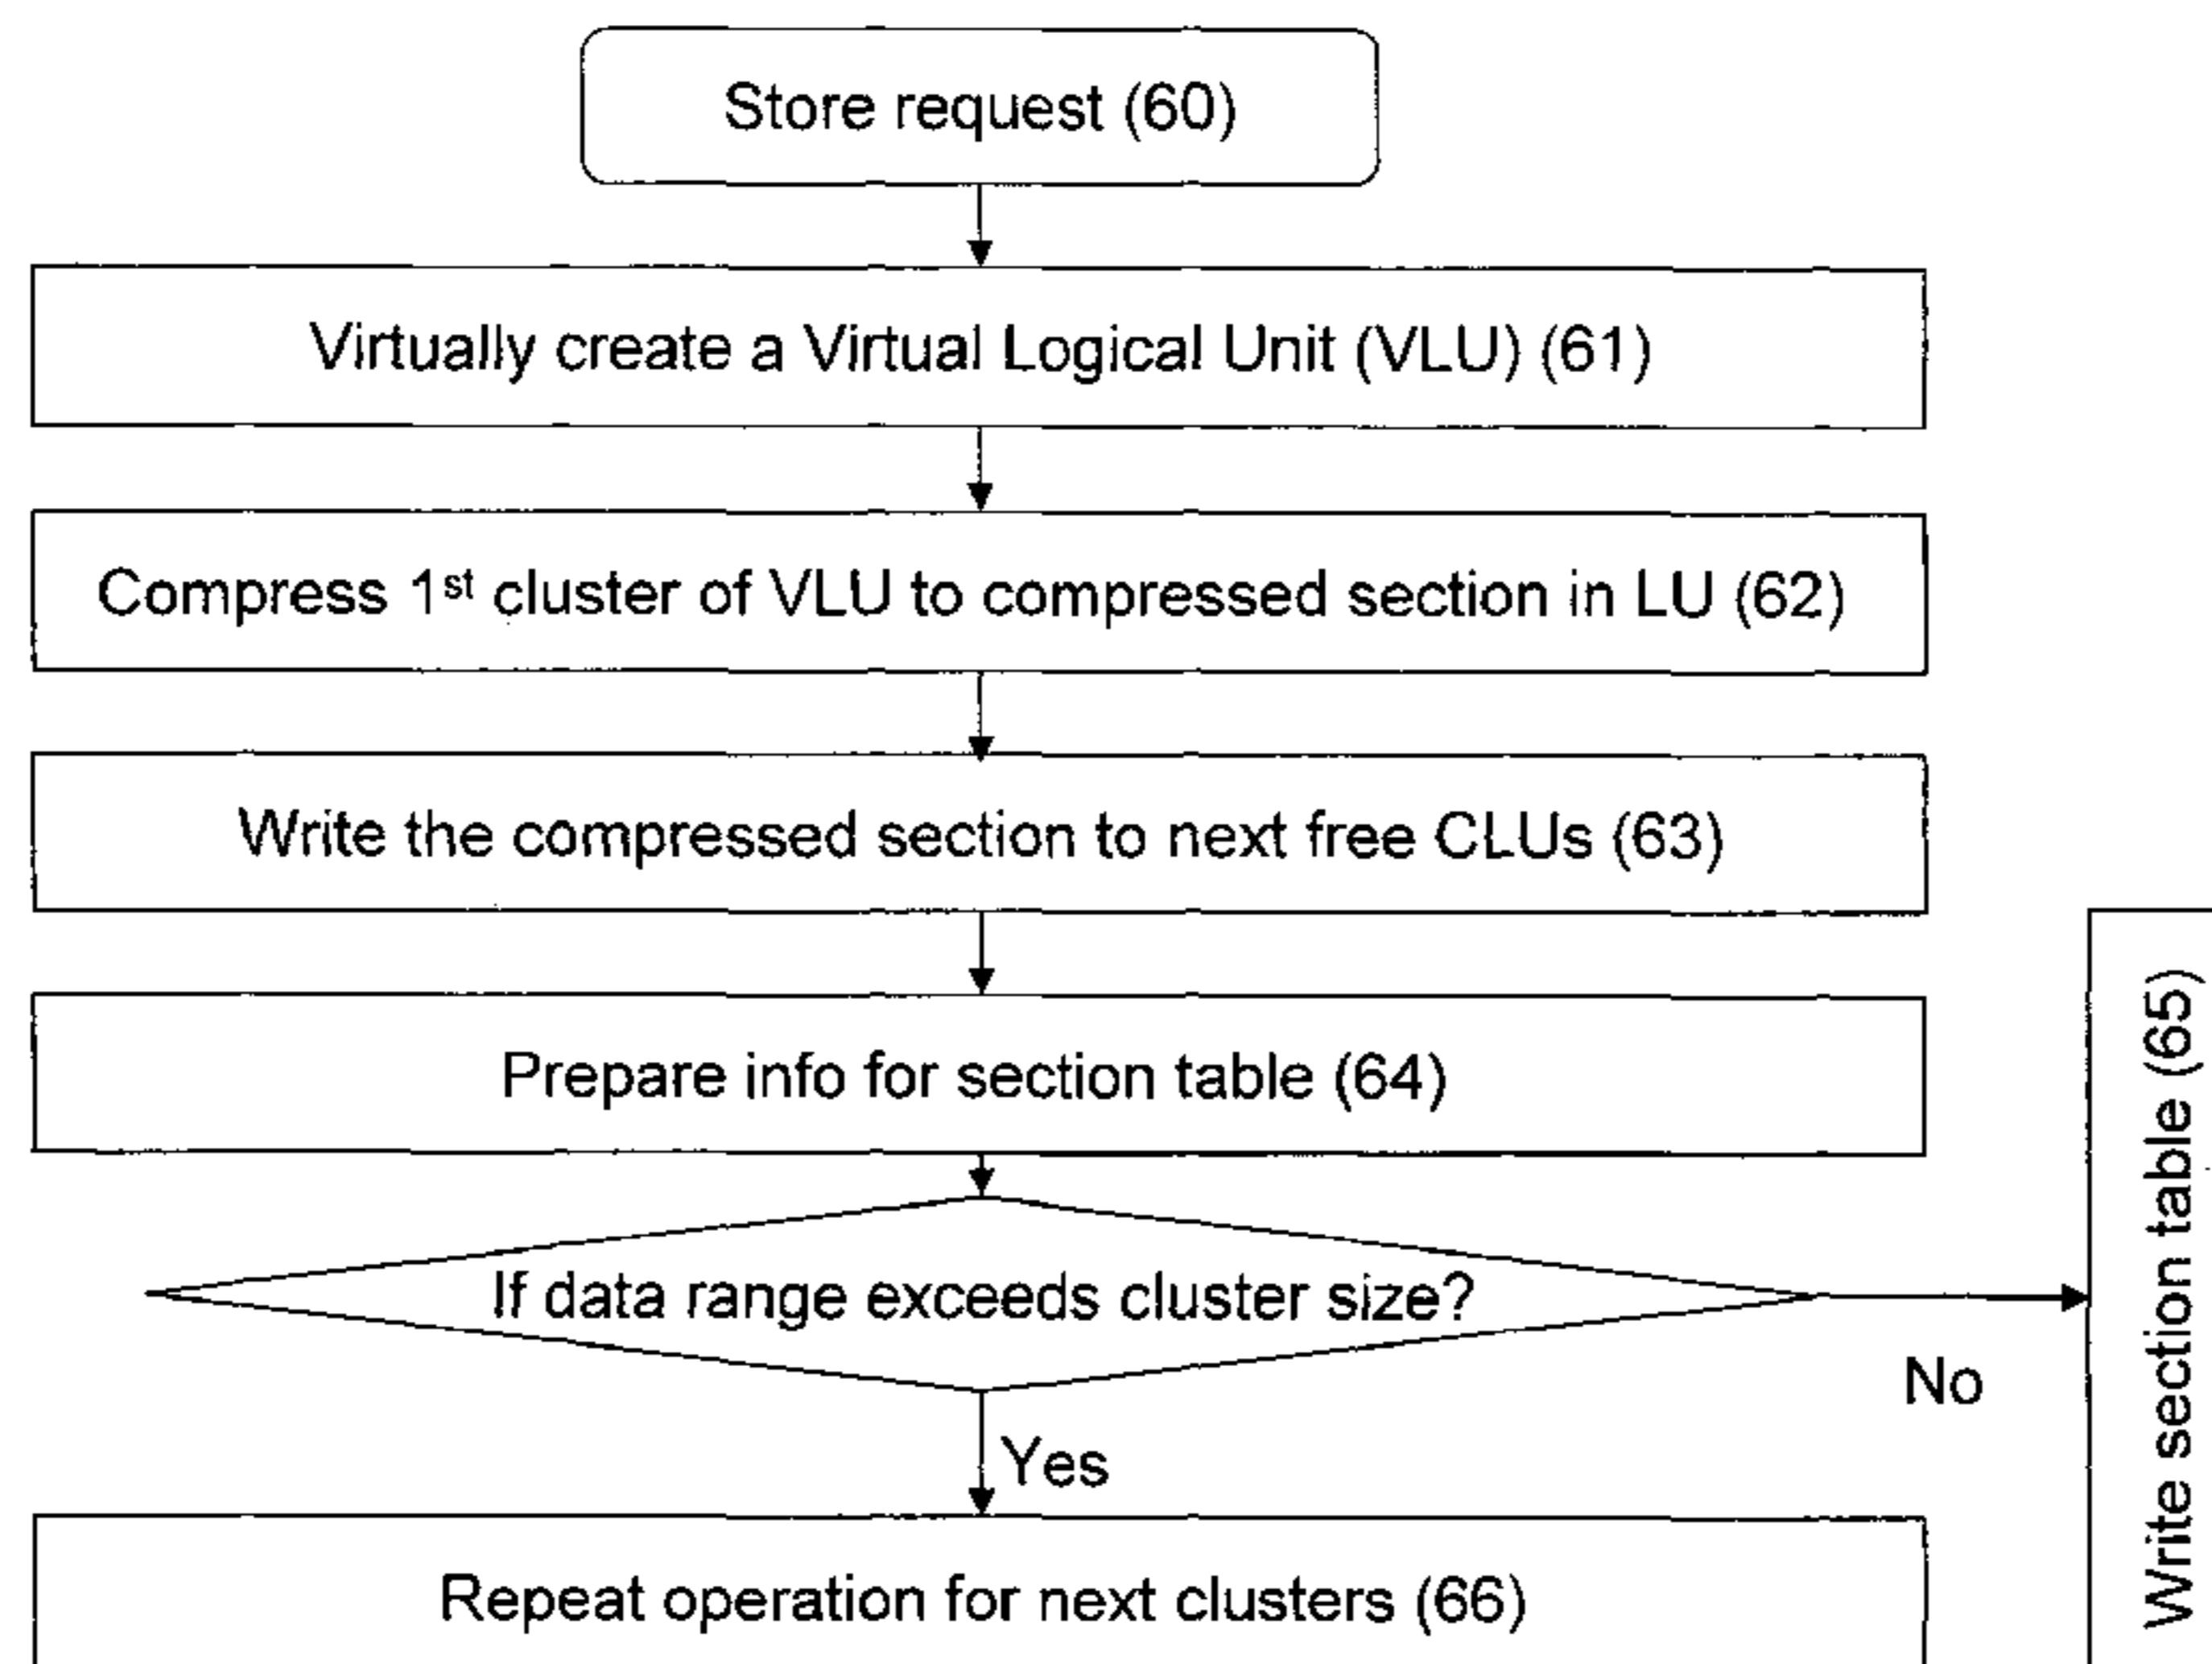 Store request (60)
Virtually create a Virtual Logical Unit (VLU) (61)
Compress 1st cluster of VLU to compressed section in LU (62)
Write the compressed section to next free CLUs (63)
Prepare info for section table (64)
If data range exceeds cluster size?
No
Write section table (65)
Yes
Repeat operation for next clusters (66)